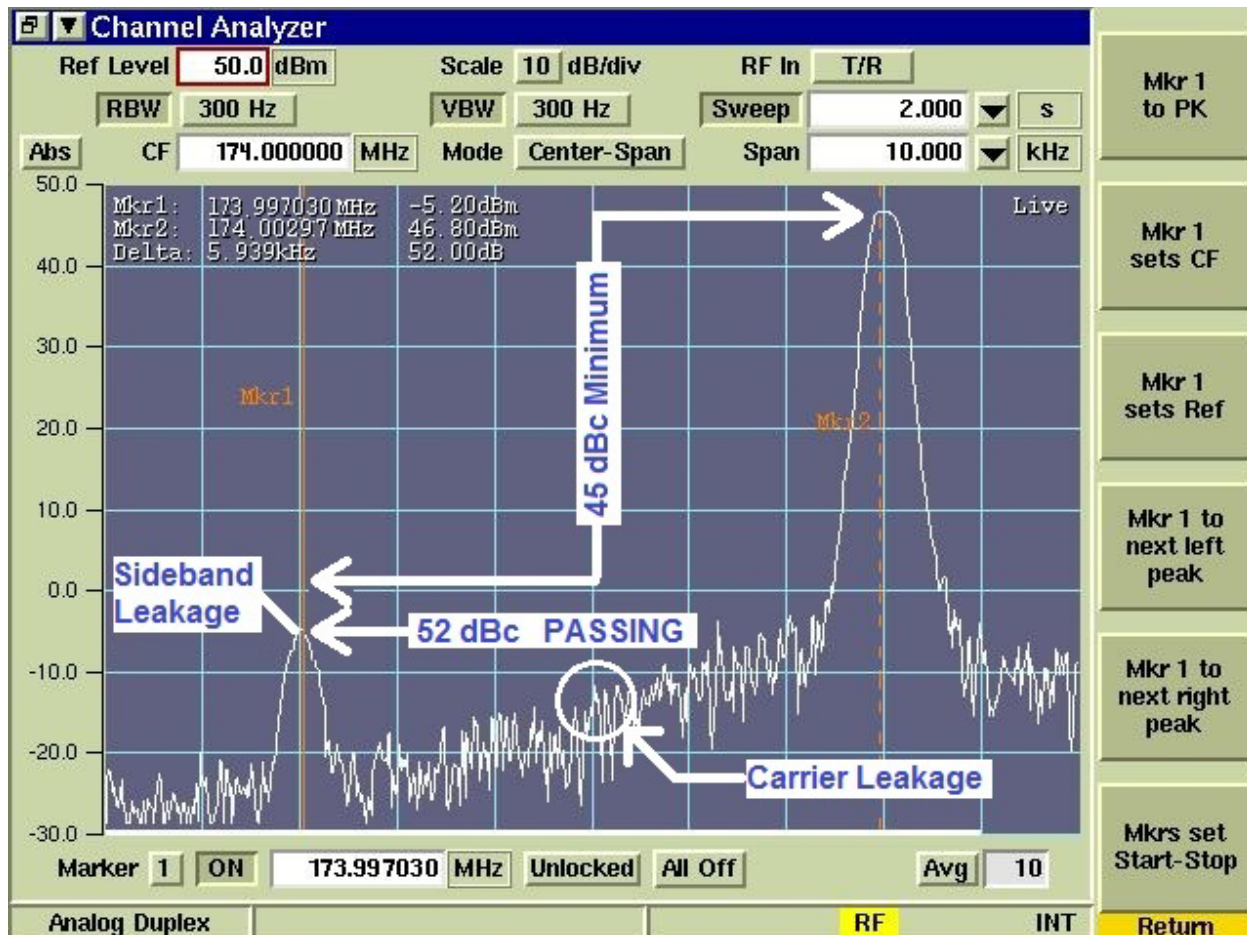 Channel Analyzer
Ref Level 50.0 dBm Scale 10 dB/div RF In T/R
RBW 300 Hz VBW 300 Hz Sweep 2.000 s
Abs CF 174.000000 MHz Mode Center-Span Span 10.000 kHz
Mkr1: 173.997030 MHz -5.20dBm
Mkr2: 174.00297 MHz 46.80dBm
Delta: 5.939kHz 52.00dB
Live
50.0
40.0
30.0
20.0
10.0
0.0
-10.0
-20.0
-30.0
Mkr1
Mkr2
45 dBc Minimum
Sideband
Leakage
52 dBc PASSING
Carrier Leakage
Marker 1 ON 173.997030 MHz Unlocked All Off Avg 10
Analog Duplex RF INT
Mkr 1
to PK
Mkr 1
sets CF
Mkr 1
sets Ref
Mkr 1 to
next left
peak
Mkr 1 to
next right
peak
Mkrs set
Start-Stop
Return